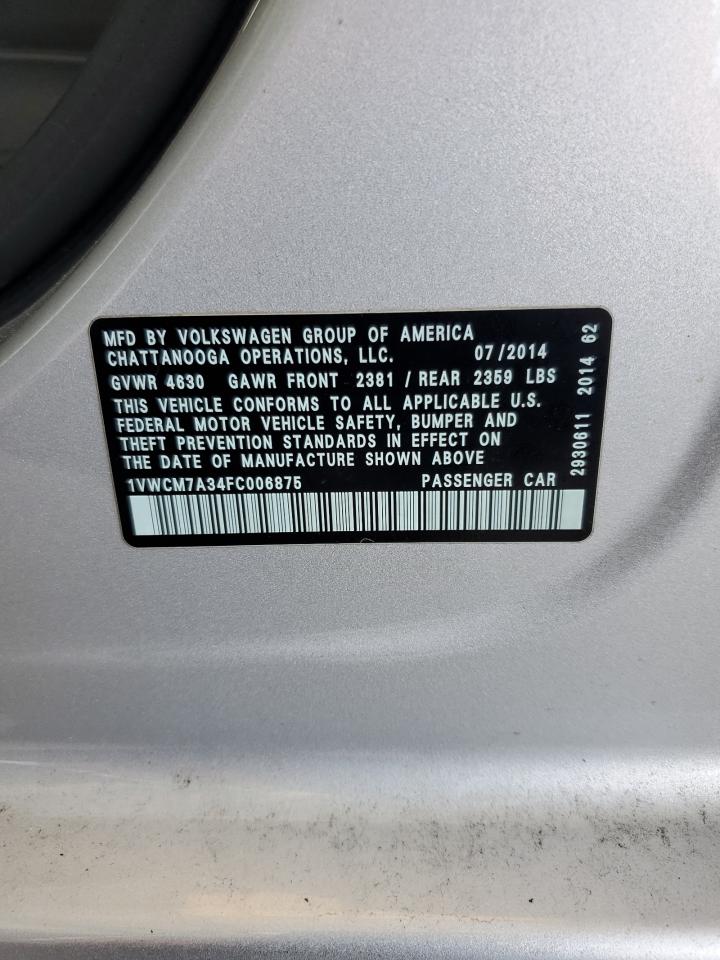 MFD BY VOLKSWAGEN GROUP OF AMERICA
CHATTANOOGA OPERATIONS, LLC. 07/2014
GVWR 4630 GAWR FRONT 2381 / REAR 2359 LBS
THIS VEHICLE CONFORMS TO ALL APPLICABLE U.S.
FEDERAL MOTOR VEHICLE SAFETY, BUMPER AND
THEFT PREVENTION STANDARDS IN EFFECT ON
THE DATE OF MANUFACTURE SHOWN ABOVE
1VWCM7A34FC006875 PASSENGER CAR
2930611 2014 62